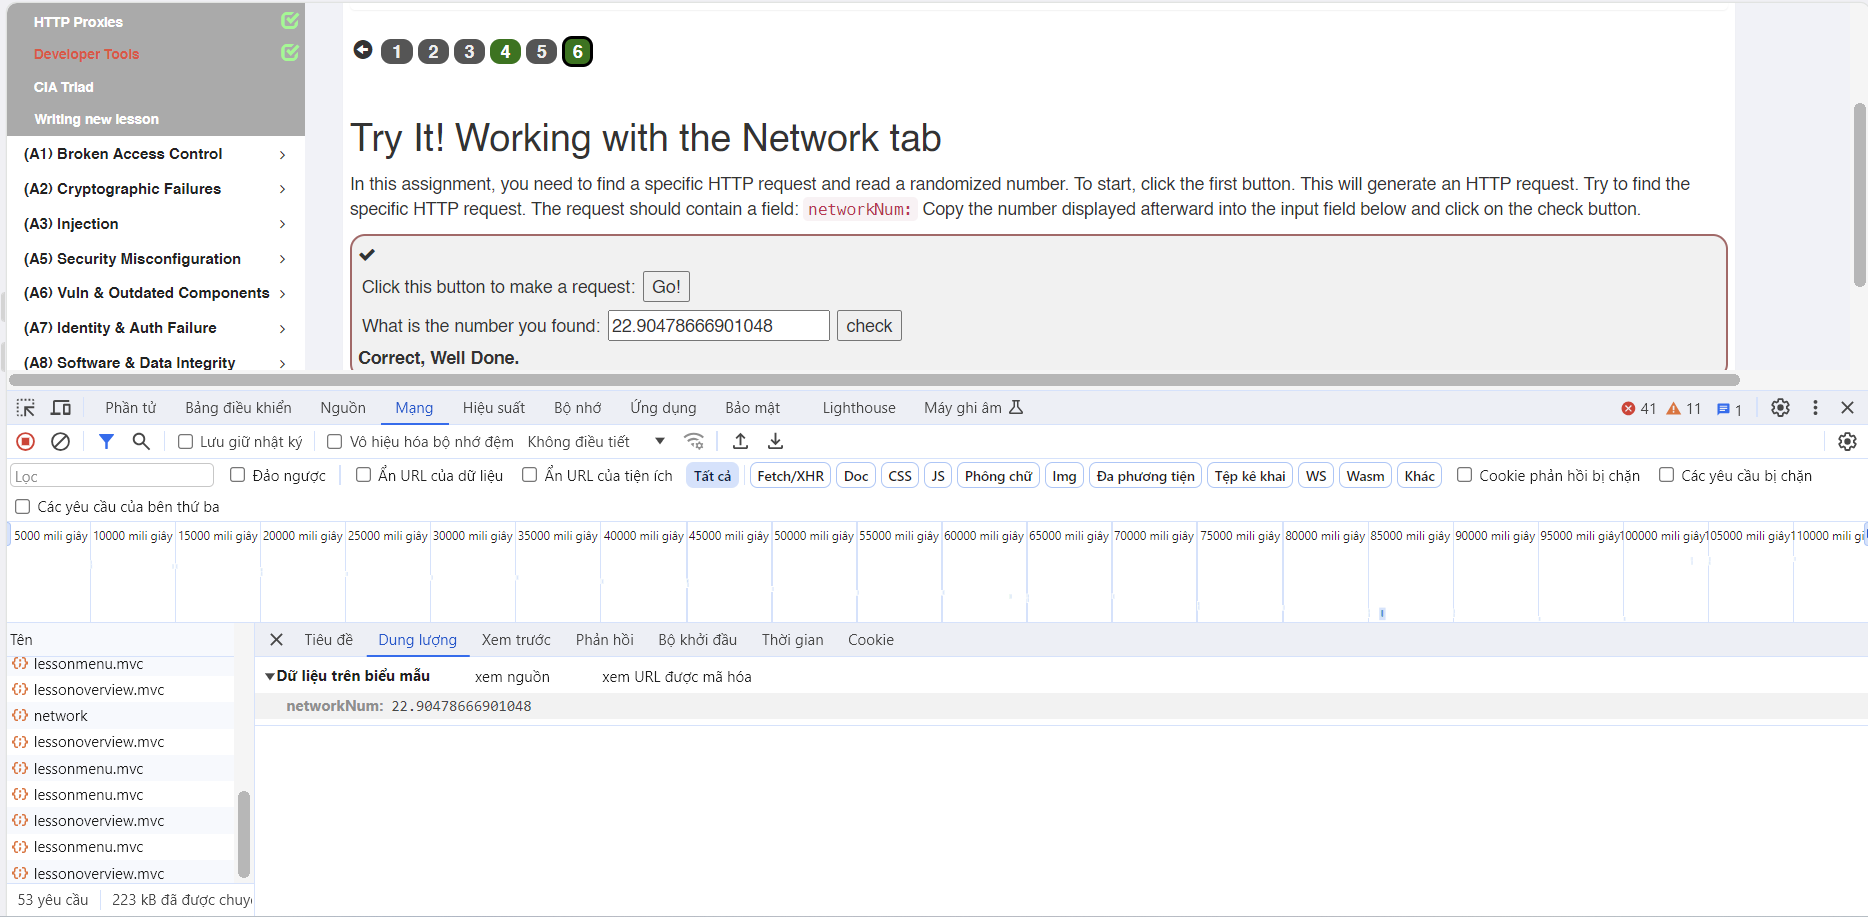 HTTP Proxies
Developer Tools
CIA Triad
Writing new lesson
(A1) Broken Access Control
(A2) Cryptographic Failures
(A3) Injection
(A5) Security Misconfiguration
(A6) Vuln & Outdated Components
(A7) Identity & Auth Failure
(A8) Software & Data Integrity
1 2 3 4 5 6
Try It! Working with the Network tab
In this assignment, you need to find a specific HTTP request and read a randomized number. To start, click the first button. This will generate an HTTP request. Try to find the
specific HTTP request. The request should contain a field: networkNum: Copy the number displayed afterward into the input field below and click on the check button.
Click this button to make a request: Go!
What is the number you found: 22.90478666901048 check
Correct, Well Done.
Phần tử Bảng điều khiển Nguồn Mạng Hiệu suất Bộ nhớ Ứng dụng Bảo mật Lighthouse Máy ghi âm 41 11 1
Lưu giữ nhật ký Vô hiệu hóa bộ nhớ đệm Không điều tiết
Lọc Đảo ngược Ẩn URL của dữ liệu Ẩn URL của tiện ích Tất cả Fetch/XHR Doc CSS JS Phông chữ Img Đa phương tiện Tệp kê khai WS Wasm Khác Cookie phản hồi bị chặn Các yêu cầu bị chặn
Các yêu cầu của bên thứ ba
5000 mili giây 10000 mili giây 15000 mili giây 20000 mili giây 25000 mili giây 30000 mili giây 35000 mili giây 40000 mili giây 45000 mili giây 50000 mili giây 55000 mili giây 60000 mili giây 65000 mili giây 70000 mili giây 75000 mili giây 80000 mili giây 85000 mili giây 90000 mili giây 95000 mili giây 100000 mili giây 105000 mili giây 110000 mili gi
Tên
lessonmenu.mvc
lessonoverview.mvc
network
lessonoverview.mvc
lessonmenu.mvc
lessonmenu.mvc
lessonoverview.mvc
lessonmenu.mvc
lessonoverview.mvc
53 yêu cầu 223 kB đã được chuy
Tiêu đề Dung lượng Xem trước Phản hồi Bộ khởi đầu Thời gian Cookie
Dữ liệu trên biểu mẫu xem nguồn xem URL được mã hóa
networkNum: 22.90478666901048